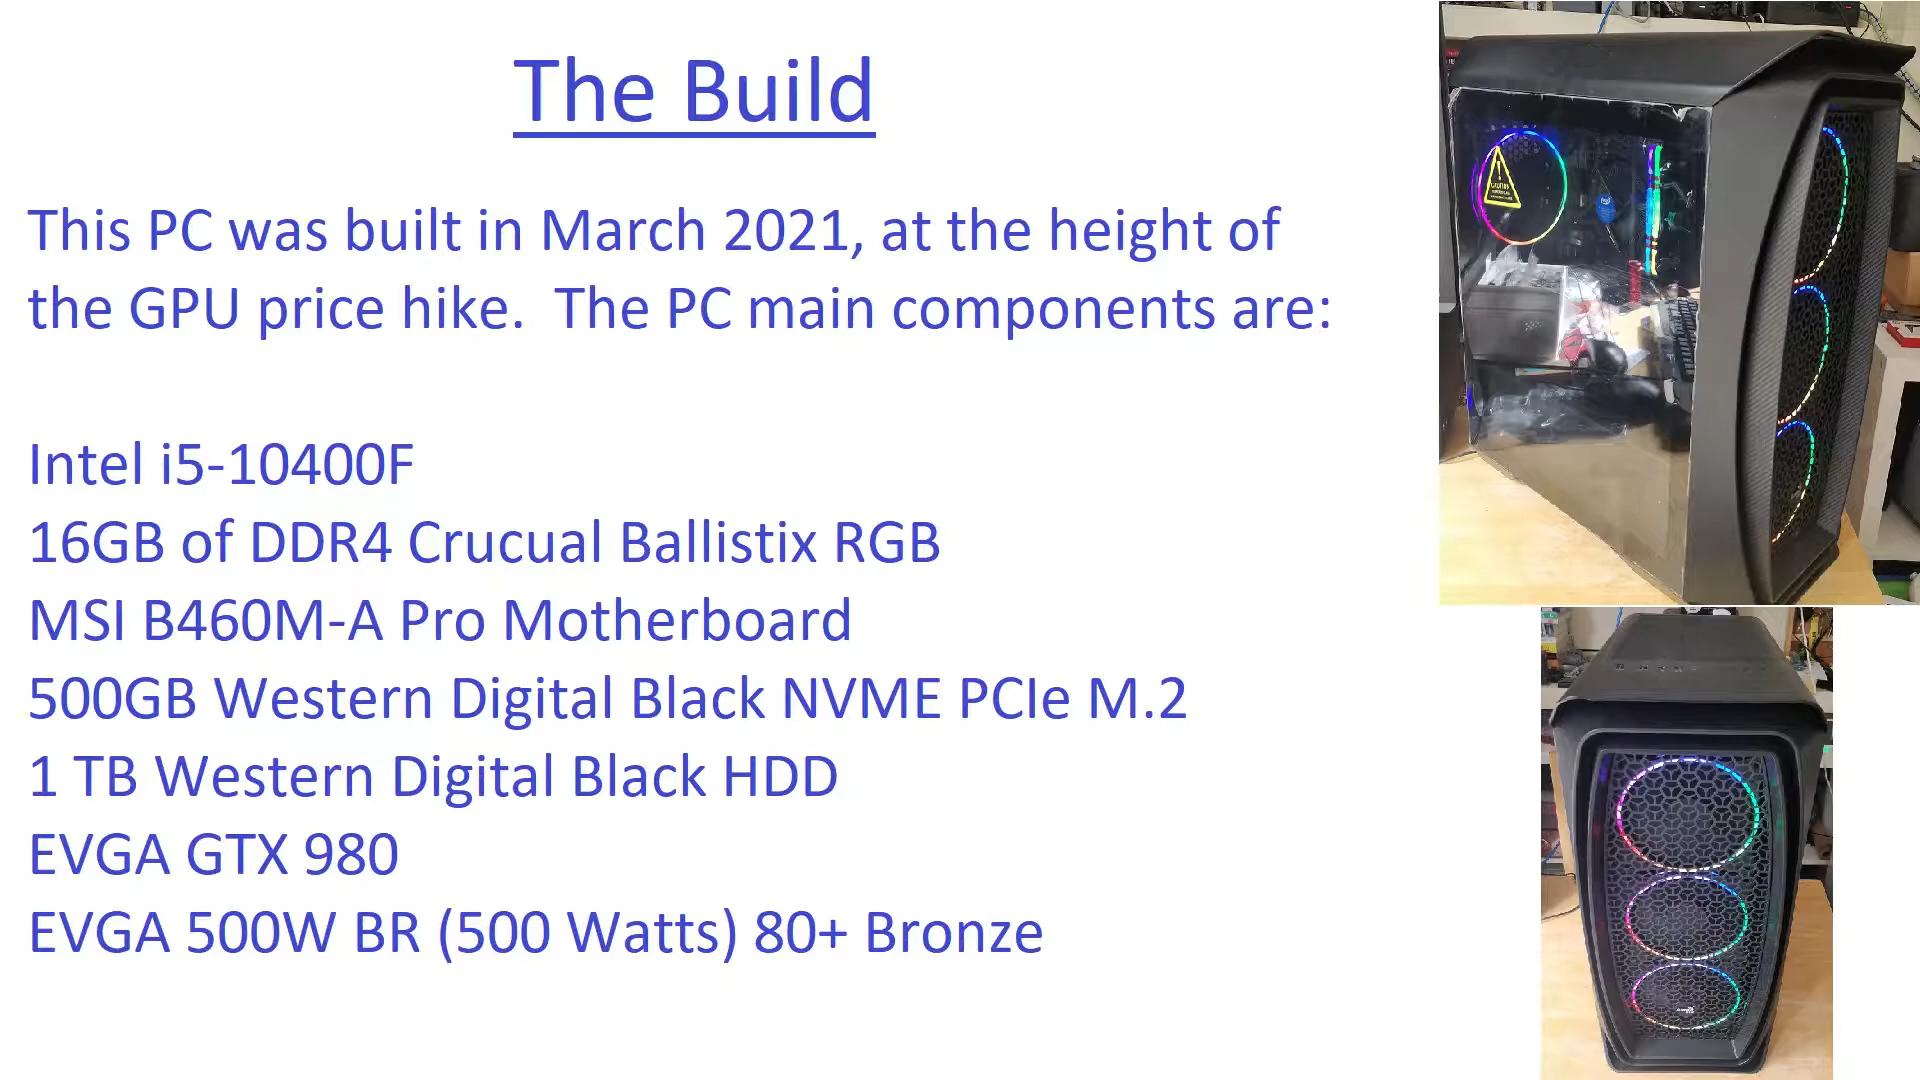 The Build
This PC was built in March 2021, at the height of
the GPU price hike.  The PC main components are:
Intel i5-10400F
16GB of DDR4 Crucual Ballistix RGB
MSI B460M-A Pro Motherboard
500GB Western Digital Black NVME PCIe M.2
1 TB Western Digital Black HDD
EVGA GTX 980
EVGA 500W BR (500 Watts) 80+ Bronze